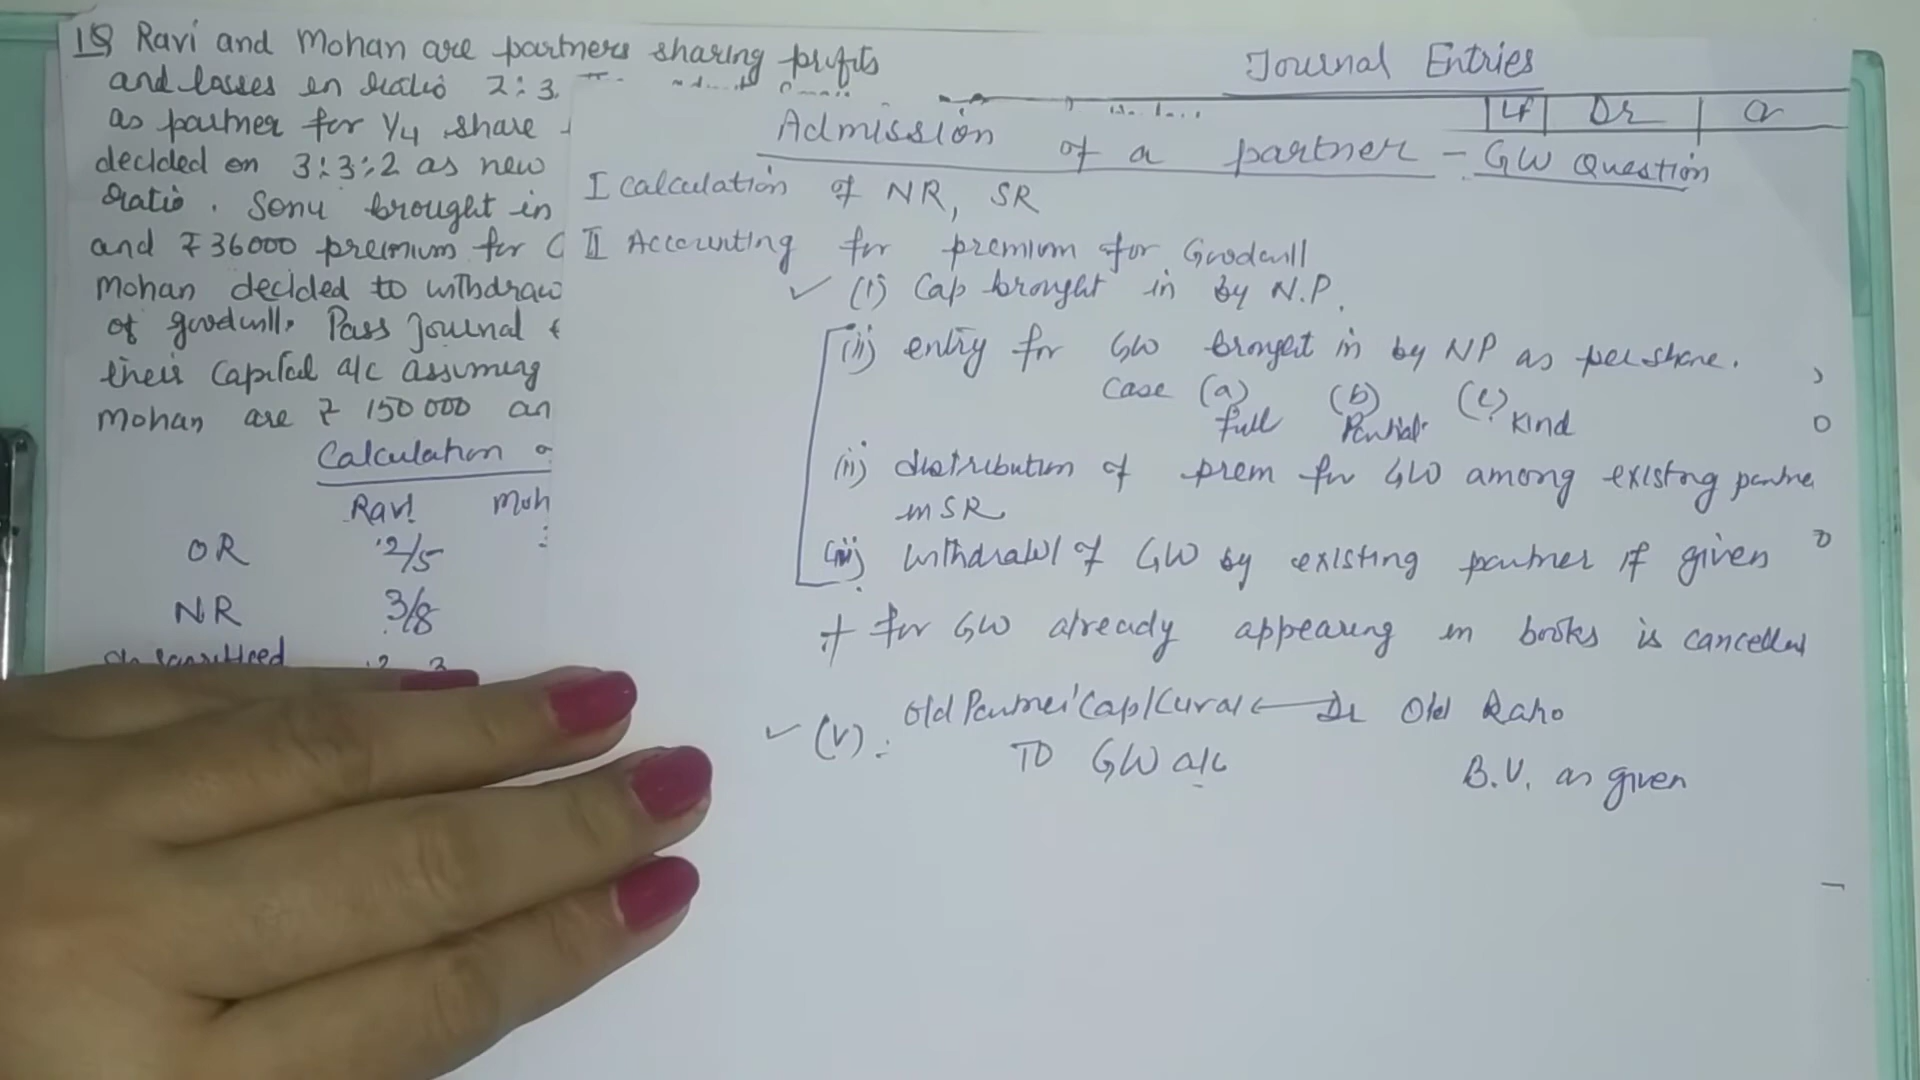 1Q Ravi and Mohan are partners sharing profits
and losses in ratio 2:3.
as partner for 1/4 share
decided on 3:3:2 as new
ratio. Sonu brought in
and ₹36000 premium for
Mohan decided to withdraw
of goodwill. Pass Journal
their Capital a/c assuming
Mohan are ₹ 150000 an
Calculation
Ravi Moh
OR 2/5
NR 3/8
Journal Entries
LF Dr Cr
Admission of a partner - GW Question
I Calculation of NR, SR
II Accounting for premium for Goodwill
✓ (i) Cap brought in by N.P.
(ii) entry for GW brought in by NP as per share.
Case (a) (b) (c)
full Partial Kind
(ii) distribution of prem for GW among existing partne
in SR
(iii) withdrawl of GW by existing partner if given
+ for GW already appearing in books is cancelled
✓ (V). Old Partner' Cap/Cur a/c Dr Old Ratio
TO GW a/c B.V. as given